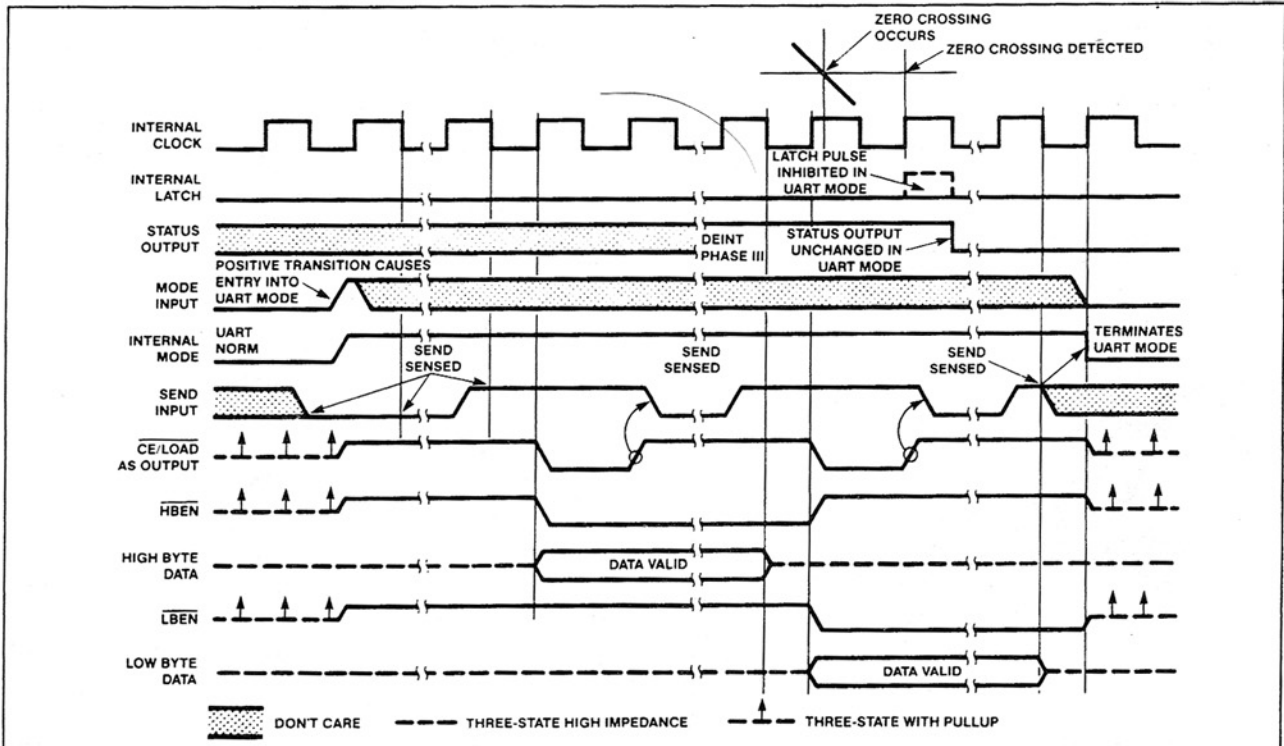 ZERO CROSSING
OCCURS
ZERO CROSSING DETECTED
INTERNAL
CLOCK
LATCH PULSE
INHIBITED IN
UART MODE
INTERNAL
LATCH
STATUS
OUTPUT
DEINT
PHASE III
STATUS OUTPUT
UNCHANGED IN
UART MODE
POSITIVE TRANSITION CAUSES
ENTRY INTO
UART MODE
MODE
INPUT
INTERNAL
MODE
UART
NORM
TERMINATES
UART MODE
SEND
SENSED
SEND
SENSED
SEND
SENSED
SEND
INPUT
CE/LOAD
AS OUTPUT
HBEN
HIGH BYTE
DATA
DATA VALID
LBEN
LOW BYTE
DATA
DATA VALID
DON'T CARE
THREE-STATE HIGH IMPEDANCE
THREE-STATE WITH PULLUP